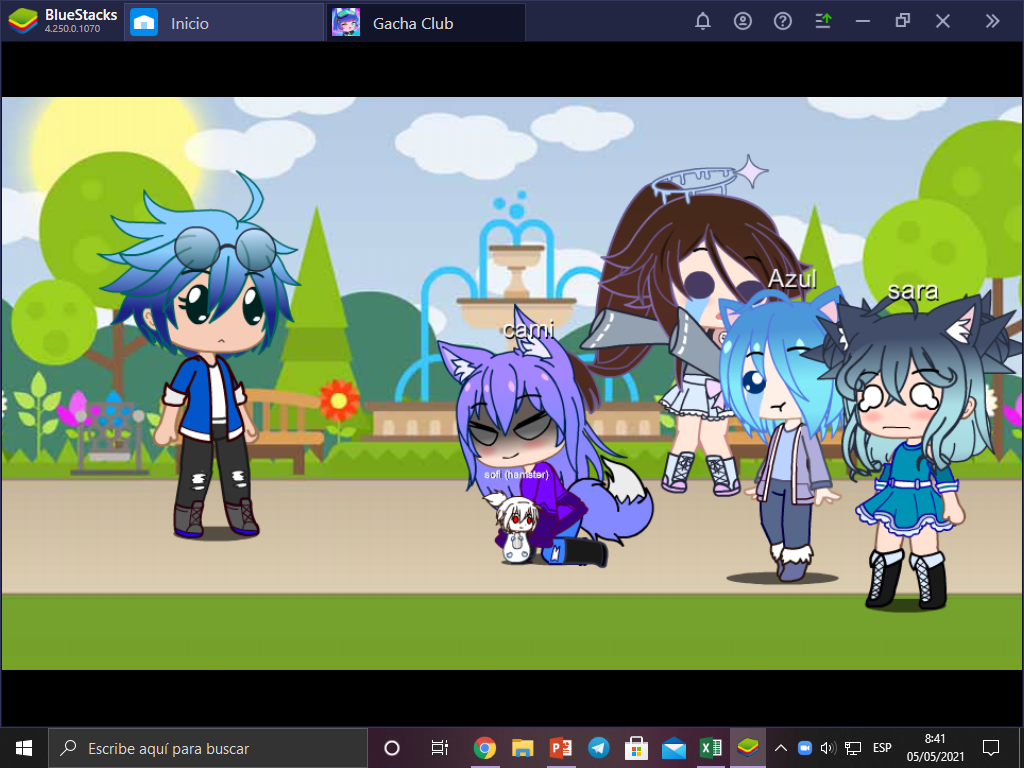 BlueStacks
4.250.0.1070
Inicio
Gacha Club
Azul
sara
cami
sofi (hamster)
Escribe aquí para buscar
ESP
8:41
05/05/2021